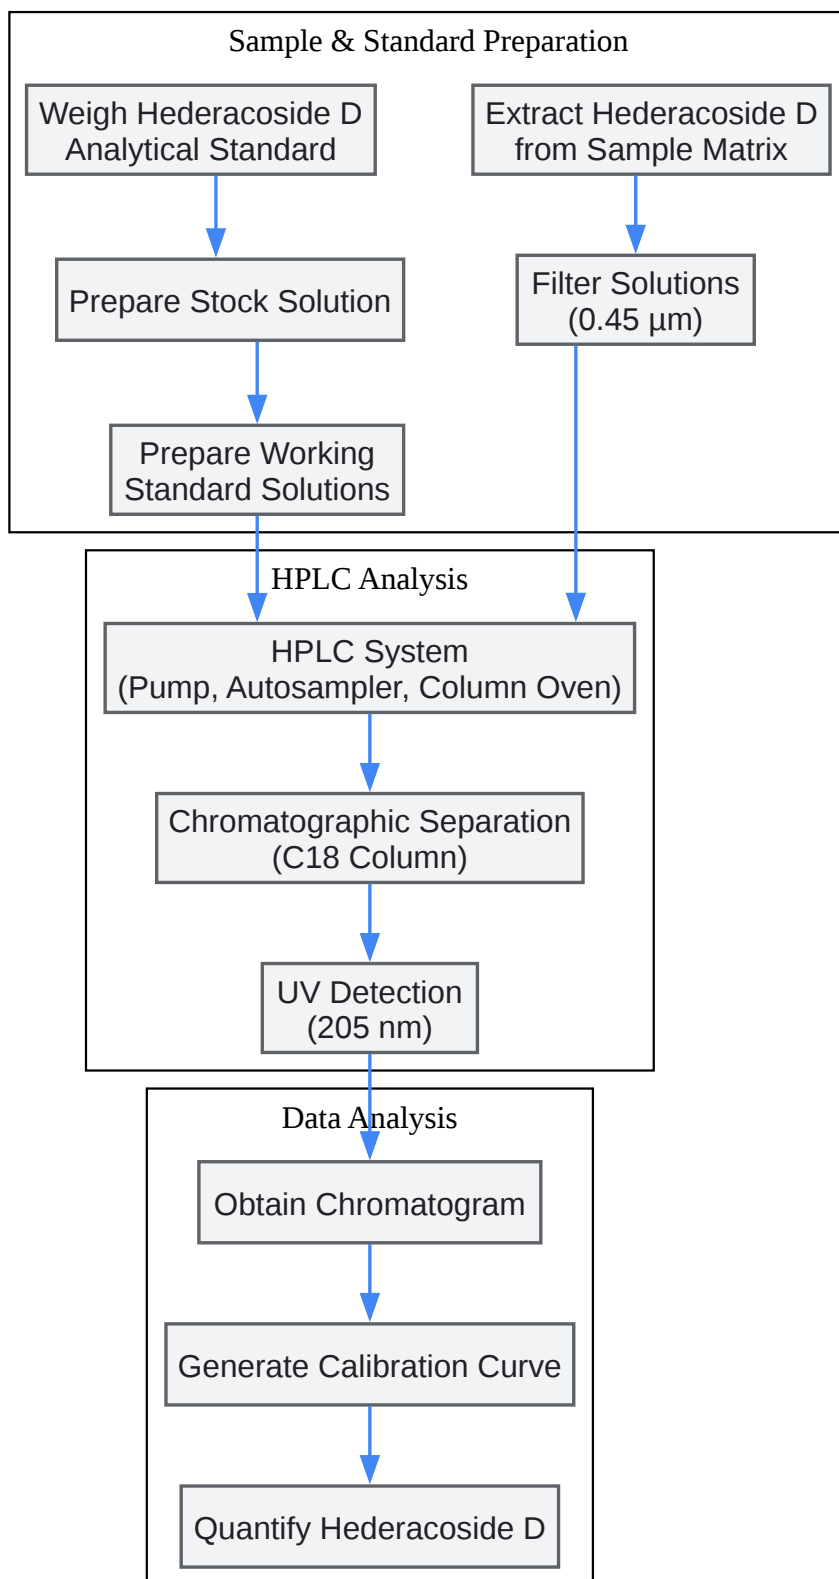 Sample & Standard Preparation
Weigh Hederacoside D
Analytical Standard
Extract Hederacoside D
from Sample Matrix
Prepare Stock Solution
Filter Solutions
(0.45 µm)
Prepare Working
Standard Solutions
HPLC Analysis
HPLC System
(Pump, Autosampler, Column Oven)
Chromatographic Separation
(C18 Column)
UV Detection
(205 nm)
Data Analysis
Obtain Chromatogram
Generate Calibration Curve
Quantify Hederacoside D